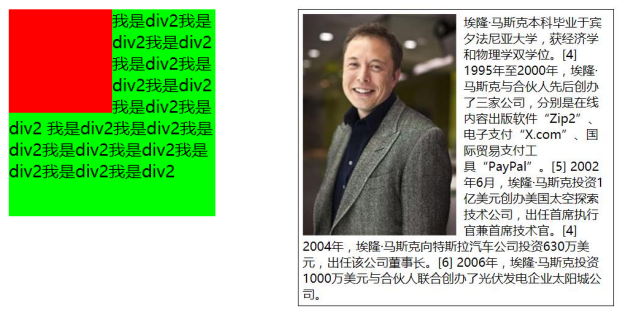 我是div2我是
div2我是div2
我是div2我是
div2我是div2
我是div2我是
div2 我是div2我是div2我是
div2我是div2我是div2我是
div2我是div2我是div2
埃隆·马斯克本科毕业于宾
夕法尼亚大学，获经济学
和物理学双学位。[4]
1995年至2000年，埃隆·
马斯克与合伙人先后创办
了三家公司，分别是在线
内容出版软件“Zip2”、
电子支付“X.com”、国
际贸易支付工
具“PayPal”。[5] 2002
年6月，埃隆·马斯克投资1
亿美元创办美国太空探索
技术公司，出任首席执行
官兼首席技术官。[4]
2004年，埃隆·马斯克向特斯拉汽车公司投资630万美
元，出任该公司董事长。[6] 2006年，埃隆·马斯克投资
1000万美元与合伙人联合创办了光伏发电企业太阳城公
司。